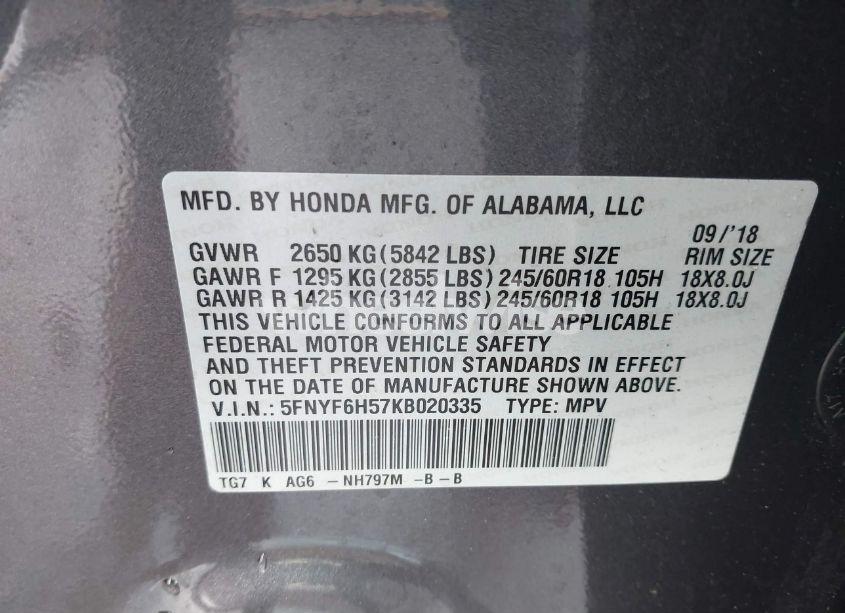 MFD. BY HONDA MFG. OF ALABAMA, LLC
09/'18
GVWR 2650 KG (5842 LBS) TIRE SIZE RIM SIZE
GAWR F 1295 KG (2855 LBS) 245/60R18 105H 18X8.0J
GAWR R 1425 KG (3142 LBS) 245/60R18 105H 18X8.0J
THIS VEHICLE CONFORMS TO ALL APPLICABLE
FEDERAL MOTOR VEHICLE SAFETY
AND THEFT PREVENTION STANDARDS IN EFFECT
ON THE DATE OF MANUFACTURE SHOWN ABOVE.
V.I.N.: 5FNYF6H57KB020335 TYPE: MPV
TG7 K AG6 -NH797M -B-B